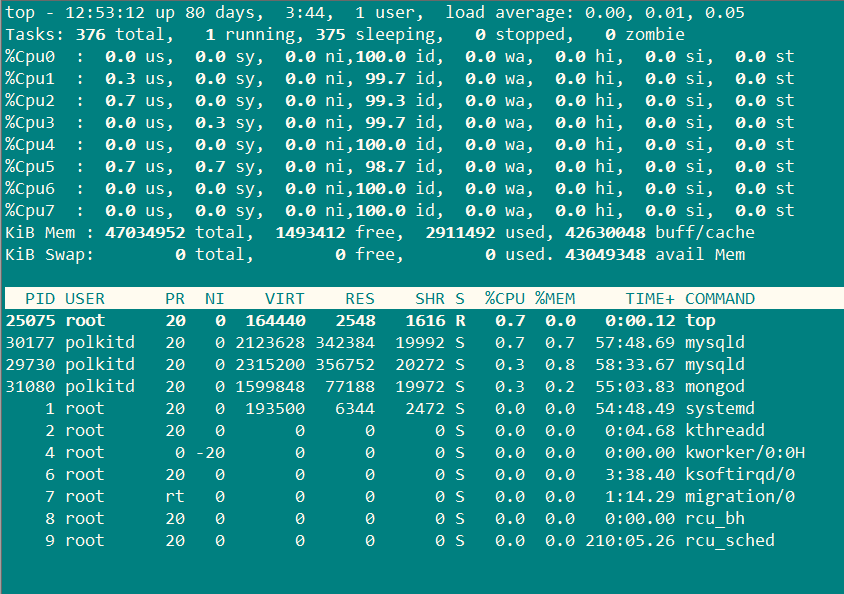 top - 12:53:12 up 80 days,  3:44,  1 user,  load average: 0.00, 0.01, 0.05
Tasks: 376 total,   1 running, 375 sleeping,   0 stopped,   0 zombie
%Cpu0  :  0.0 us,  0.0 sy,  0.0 ni,100.0 id,  0.0 wa,  0.0 hi,  0.0 si,  0.0 st
%Cpu1  :  0.3 us,  0.0 sy,  0.0 ni, 99.7 id,  0.0 wa,  0.0 hi,  0.0 si,  0.0 st
%Cpu2  :  0.7 us,  0.0 sy,  0.0 ni, 99.3 id,  0.0 wa,  0.0 hi,  0.0 si,  0.0 st
%Cpu3  :  0.0 us,  0.3 sy,  0.0 ni, 99.7 id,  0.0 wa,  0.0 hi,  0.0 si,  0.0 st
%Cpu4  :  0.0 us,  0.0 sy,  0.0 ni,100.0 id,  0.0 wa,  0.0 hi,  0.0 si,  0.0 st
%Cpu5  :  0.7 us,  0.7 sy,  0.0 ni, 98.7 id,  0.0 wa,  0.0 hi,  0.0 si,  0.0 st
%Cpu6  :  0.0 us,  0.0 sy,  0.0 ni,100.0 id,  0.0 wa,  0.0 hi,  0.0 si,  0.0 st
%Cpu7  :  0.0 us,  0.0 sy,  0.0 ni,100.0 id,  0.0 wa,  0.0 hi,  0.0 si,  0.0 st
KiB Mem : 47034952 total,  1493412 free,  2911492 used, 42630048 buff/cache
KiB Swap:        0 total,        0 free,        0 used. 43049348 avail Mem
  PID USER      PR  NI    VIRT    RES    SHR S  %CPU %MEM     TIME+ COMMAND
25075 root      20   0  164440   2548   1616 R   0.7  0.0   0:00.12 top
30177 polkitd   20   0 2123628 342384  19992 S   0.7  0.7  57:48.69 mysqld
29730 polkitd   20   0 2315200 356752  20272 S   0.3  0.8  58:33.67 mysqld
31080 polkitd   20   0 1599848  77188  19972 S   0.3  0.2  55:03.83 mongod
    1 root      20   0  193500   6344   2472 S   0.0  0.0  54:48.49 systemd
    2 root      20   0       0      0      0 S   0.0  0.0   0:04.68 kthreadd
    4 root       0 -20       0      0      0 S   0.0  0.0   0:00.00 kworker/0:0H
    6 root      20   0       0      0      0 S   0.0  0.0   3:38.40 ksoftirqd/0
    7 root      rt   0       0      0      0 S   0.0  0.0   1:14.29 migration/0
    8 root      20   0       0      0      0 S   0.0  0.0   0:00.00 rcu_bh
    9 root      20   0       0      0      0 S   0.0  0.0 210:05.26 rcu_sched